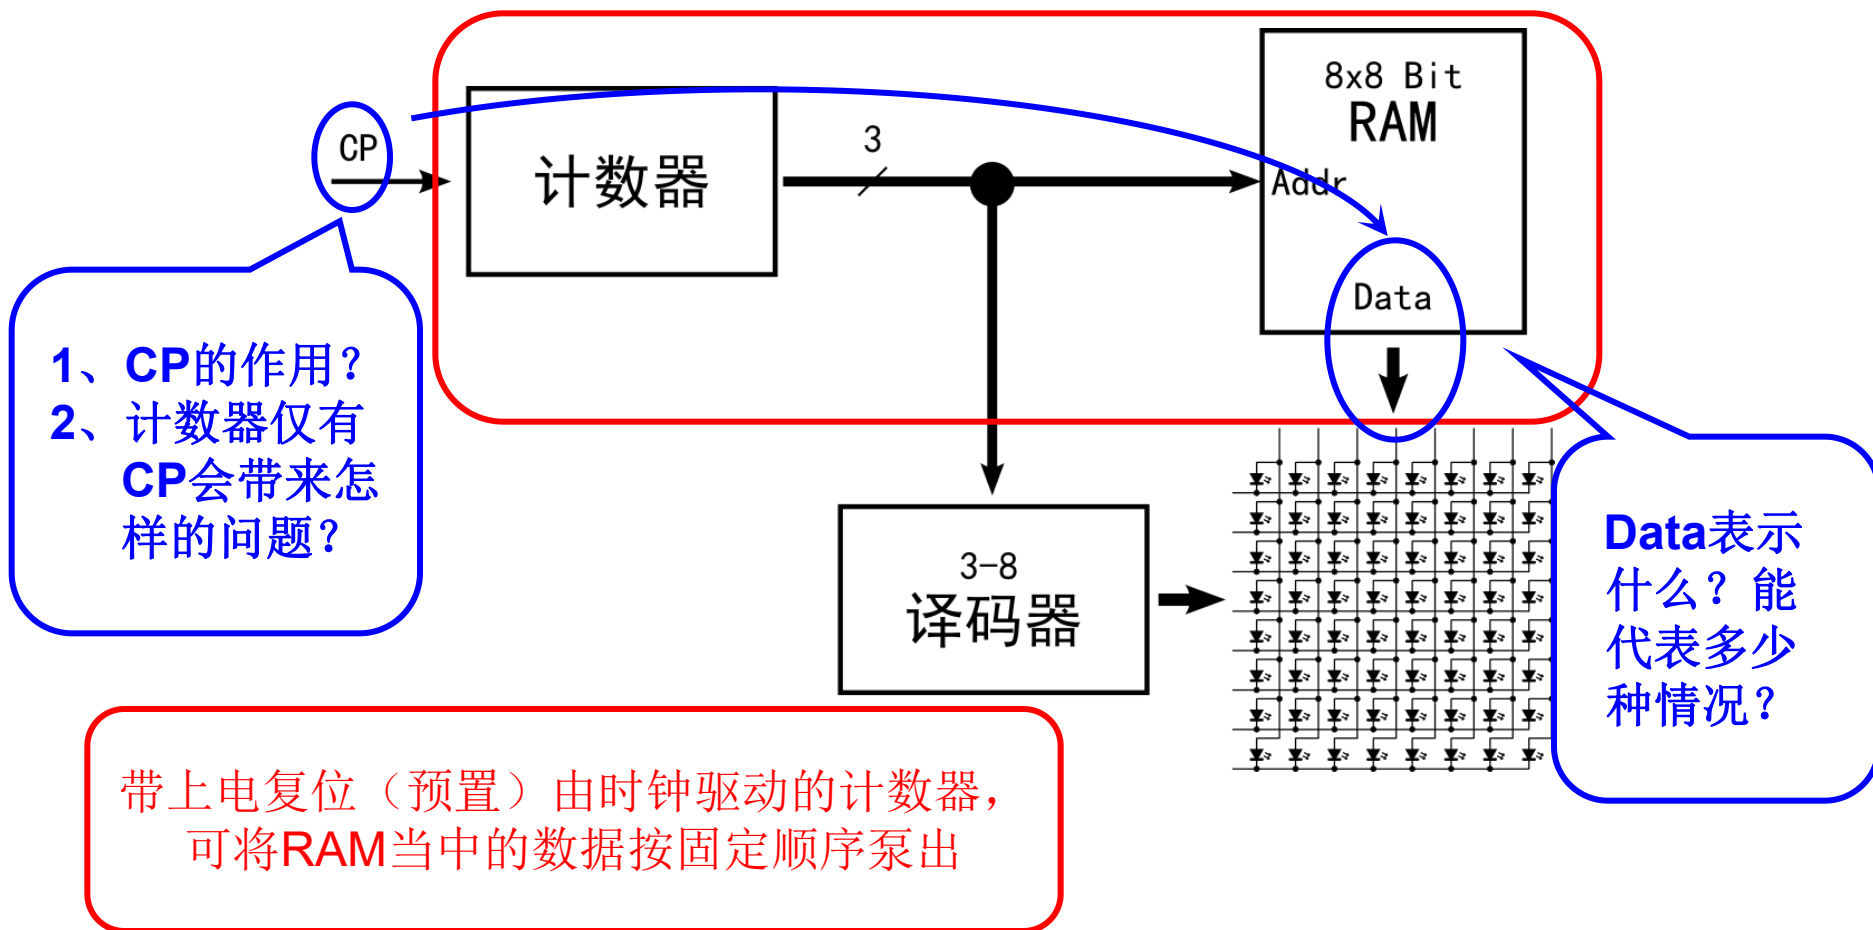 CP
计数器
3
8x8 Bit
RAM
Addr
Data
1、CP的作用？
2、计数器仅有
CP会带来怎
样的问题？
3-8
译码器
Data表示
什么？能
代表多少
种情况？
带上电复位（预置）由时钟驱动的计数器，
可将RAM当中的数据按固定顺序泵出